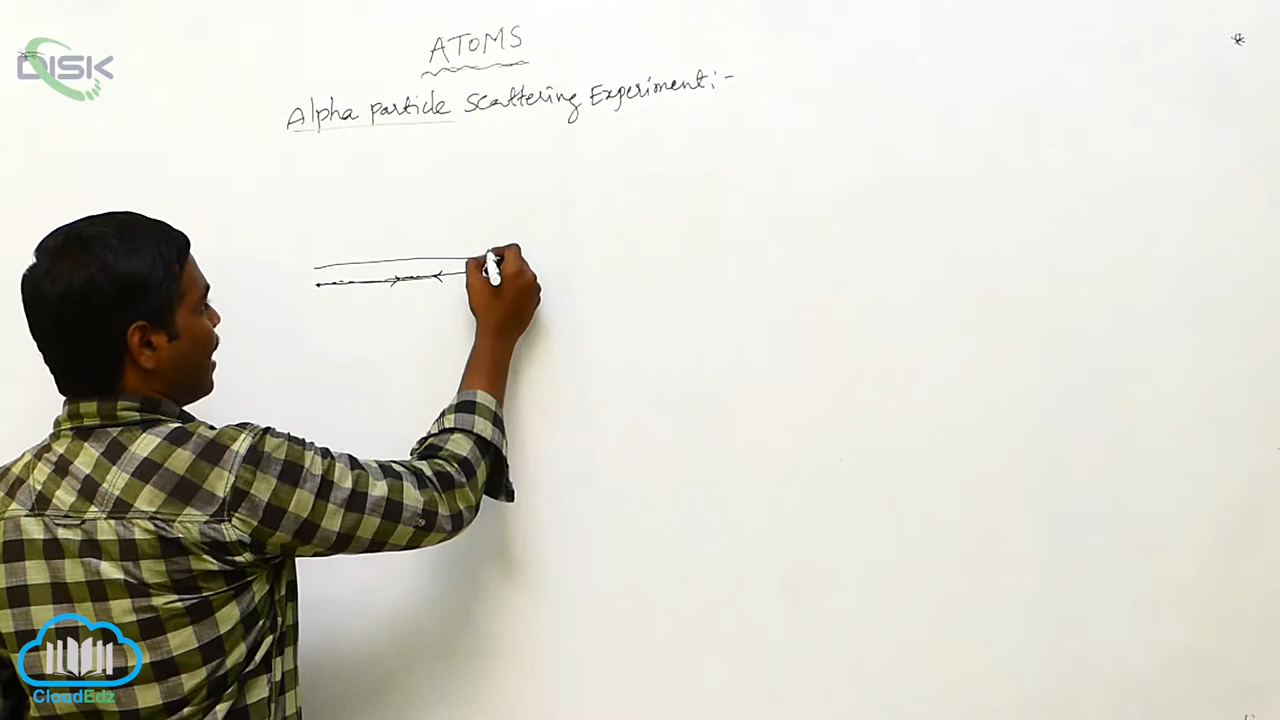 ATOMS
DISK
Alpha particle Scattering Experiment:-
CloudEdz